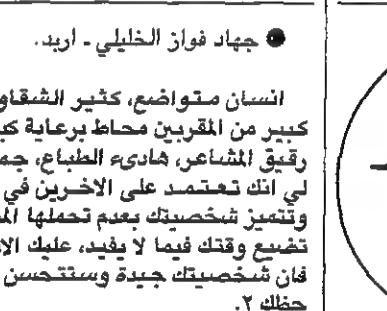 ● جهاد فواز الخليلي ـ اربد.
انسان متواضع، كثير الشقاو
كبير من المقربين محاط برعاية كب
رقيق المشاعر، هادىء الطباع، جم
لي انك تعتمد على الاخرين في
وتتميز شخصيتك بعدم تحملها الم
تضيع وقتك فيما لا يفيد، عليك الإ
فان شخصيتك جيدة وستتحسن
حظك ٢.